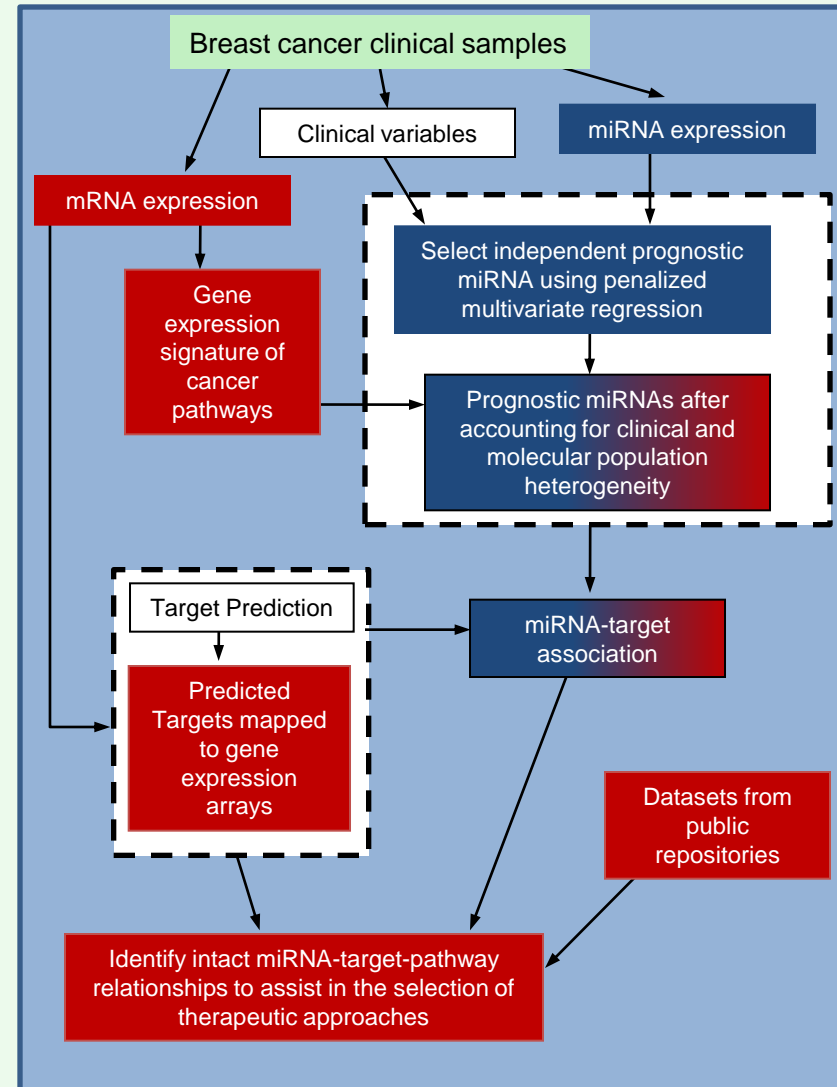 Breast cancer clinical samples
Clinical variables
miRNA expression
mRNA expression
Select independent prognostic
miRNA using penalized
multivariate regression
Gene
expression
signature of
cancer
pathways
Prognostic miRNAs after
accounting for clinical and
molecular population
heterogeneity
Target Prediction
miRNA-target
association
Predicted
Targets mapped
to gene
expression
arrays
Datasets from
public
repositories
Identify intact miRNA-target-pathway
relationships to assist in the selection of
therapeutic approaches